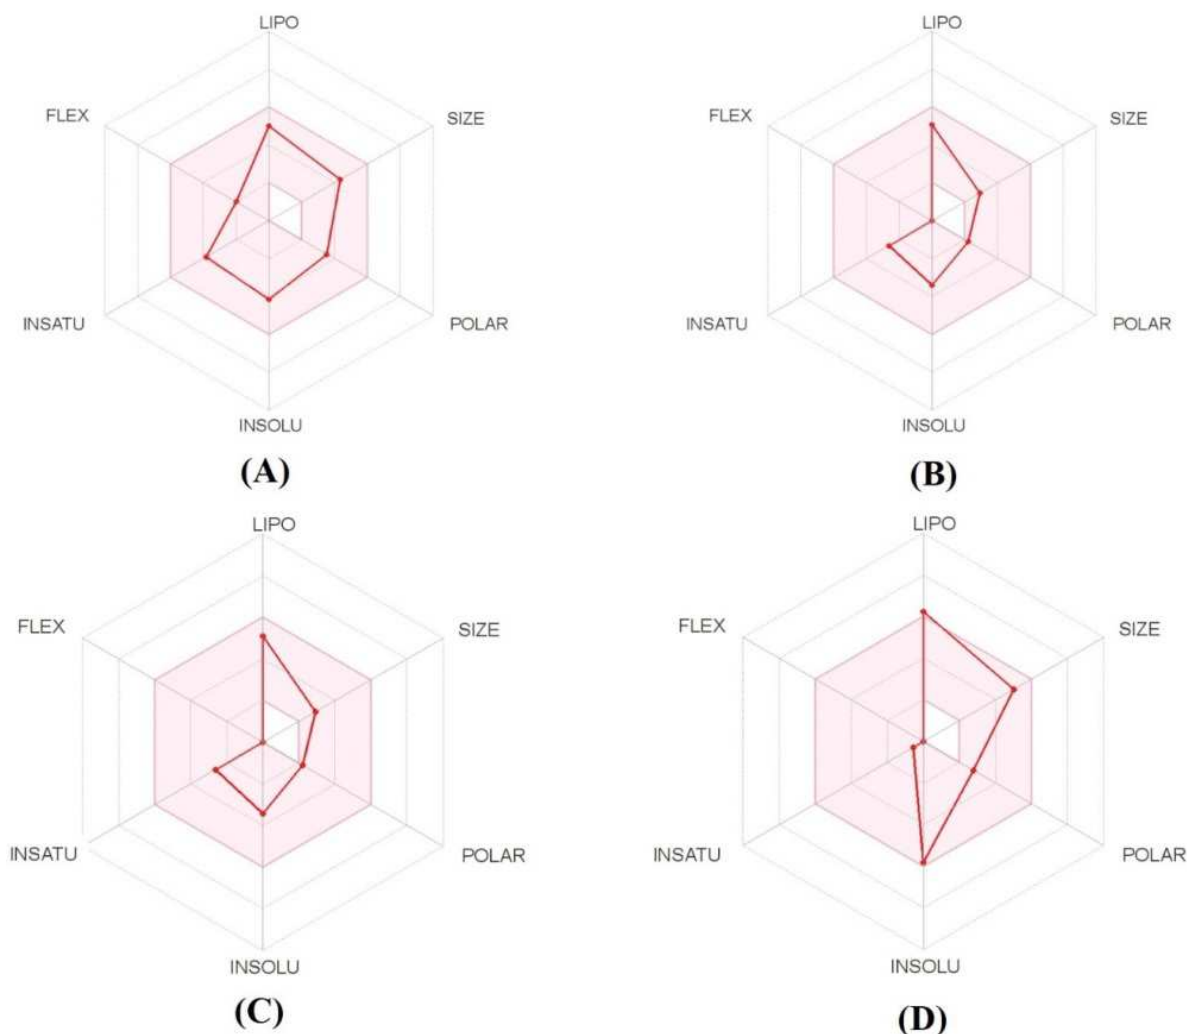 LIPO
FLEX
SIZE
INSATU
POLAR
INSOLU
(A)
LIPO
FLEX
SIZE
INSATU
POLAR
INSOLU
(B)
LIPO
FLEX
SIZE
INSATU
POLAR
INSOLU
(C)
LIPO
FLEX
SIZE
INSATU
POLAR
INSOLU
(D)